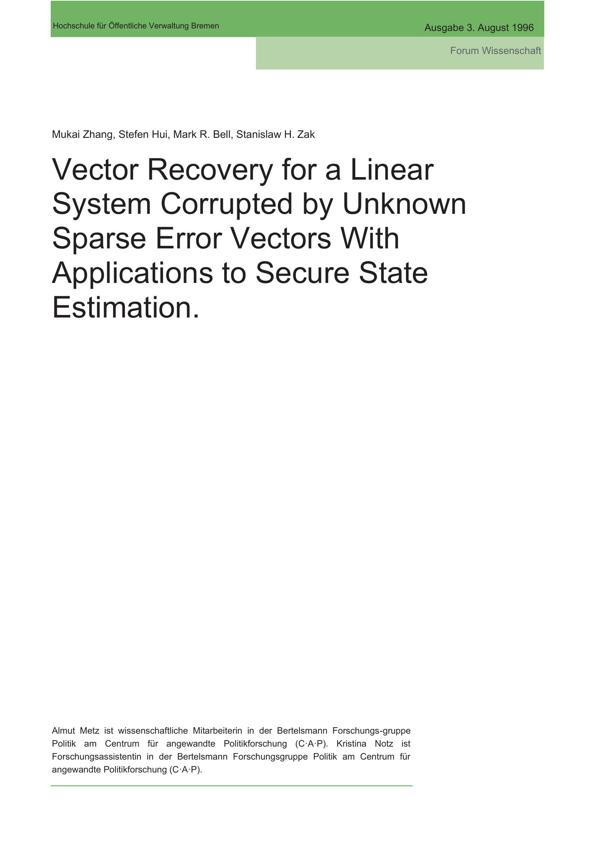 Hochschule für Öffentliche Verwaltung Bremen
Ausgabe 3. August 1996
Forum Wissenschaft
Mukai Zhang, Stefen Hui, Mark R. Bell, Stanislaw H. Zak
Vector Recovery for a Linear
System Corrupted by Unknown
Sparse Error Vectors With
Applications to Secure State
Estimation.
Almut Metz ist wissenschaftliche Mitarbeiterin in der Bertelsmann Forschungs-gruppe
Politik am Centrum für angewandte Politikforschung (C·A·P). Kristina Notz ist
Forschungsassistentin in der Bertelsmann Forschungsgruppe Politik am Centrum für
angewandte Politikforschung (C·A·P).